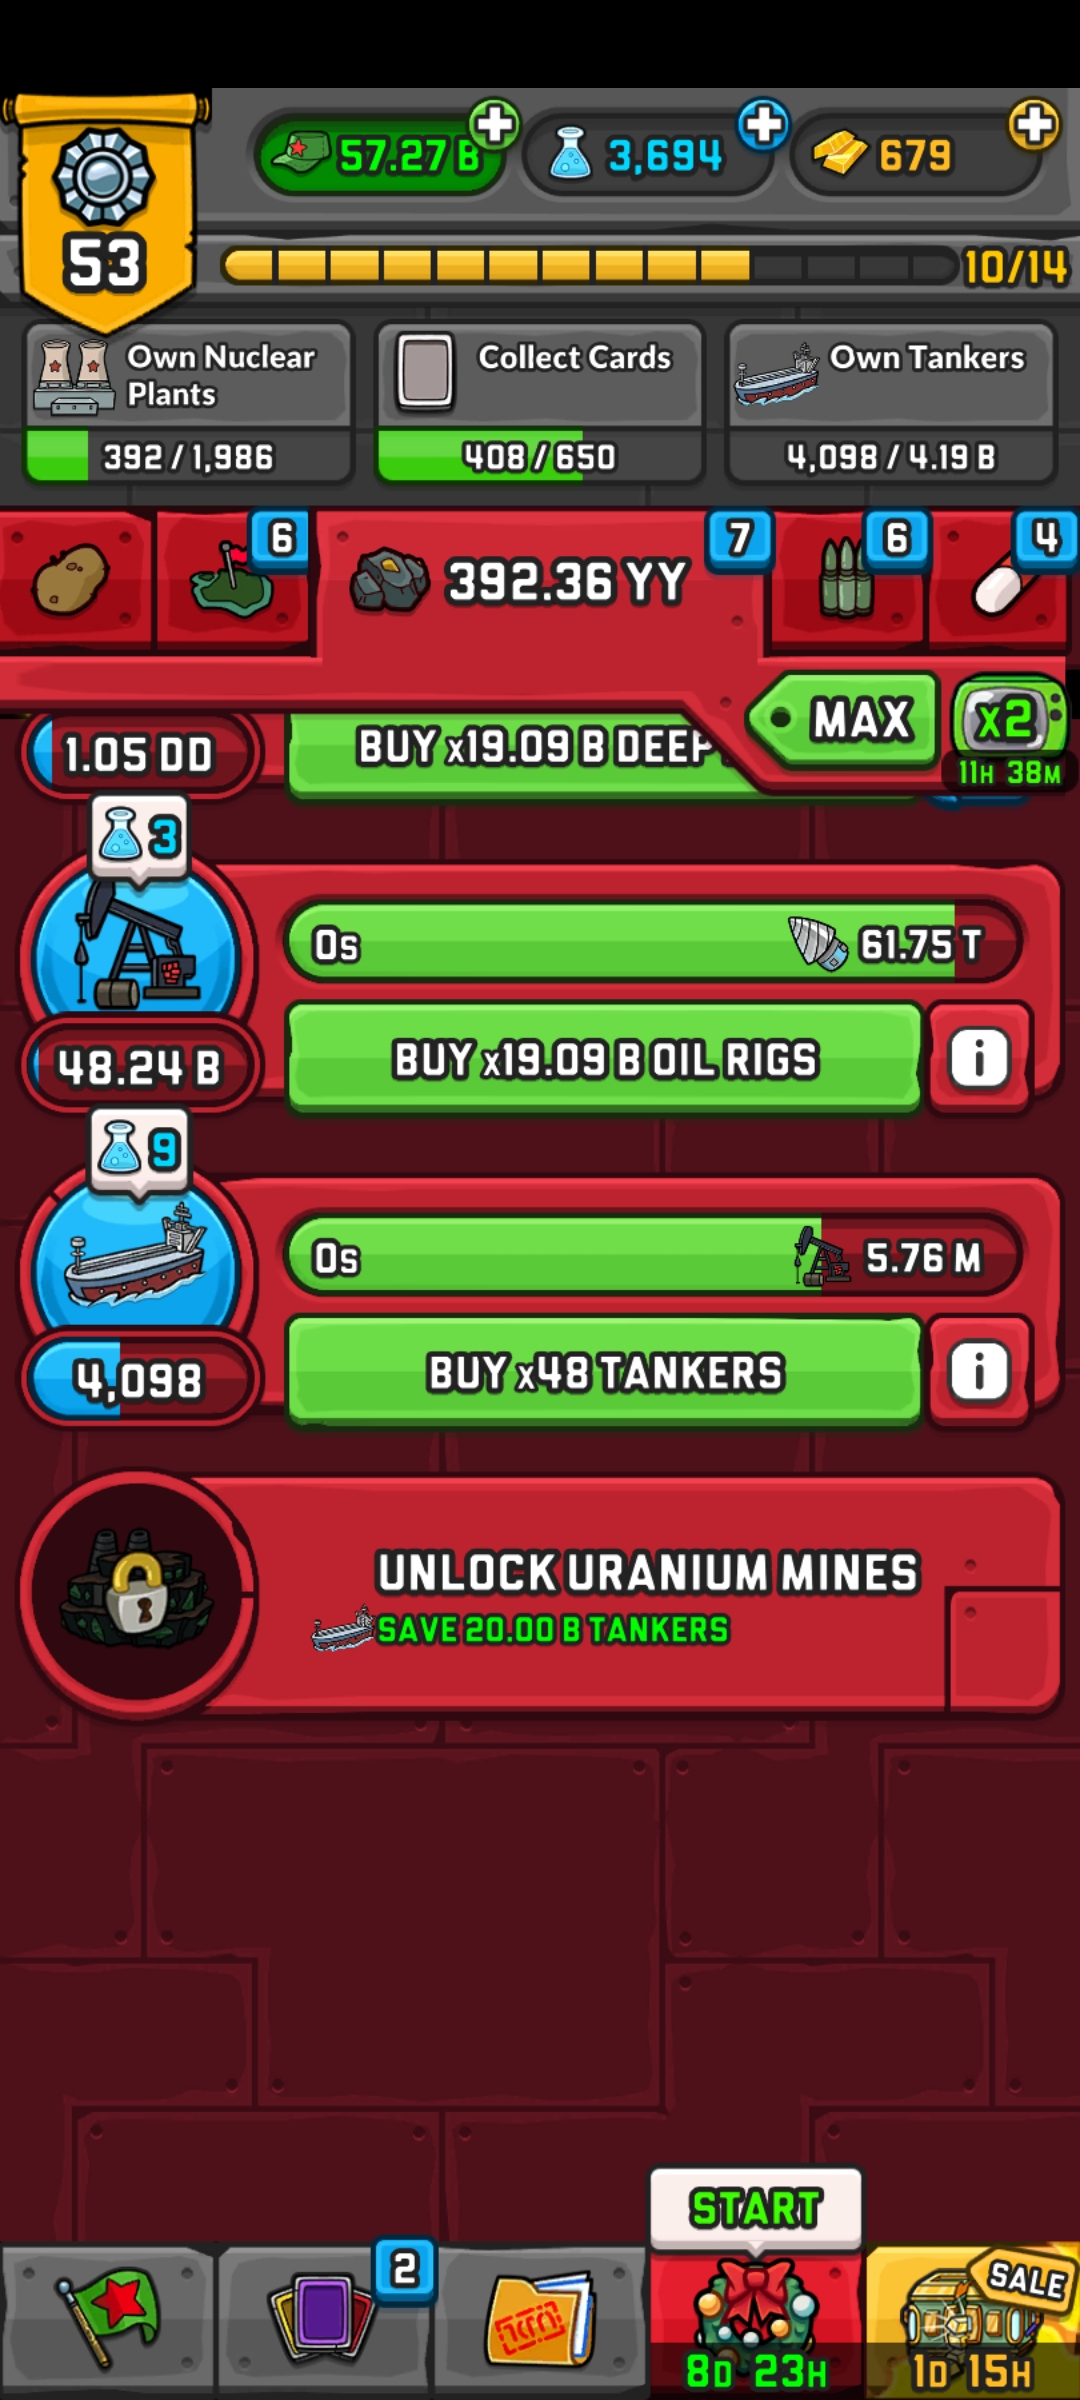 57.27 B
3,694
679
53
10/14
Own Nuclear Plants
Collect Cards
Own Tankers
392/1,986
408/650
4,098/4.19 B
6
392.36 YY
7
6
4
MAX
x2
11H 38M
1.05 DD
BUY x19.09 B DEEP
3
0s
61.75 T
48.24 B
BUY x19.09 B OIL RIGS
i
9
0s
5.76 M
4,098
BUY x48 TANKERS
i
UNLOCK URANIUM MINES
SAVE 20.00 B TANKERS
START
2
SALE
8D 23H
1D 15H